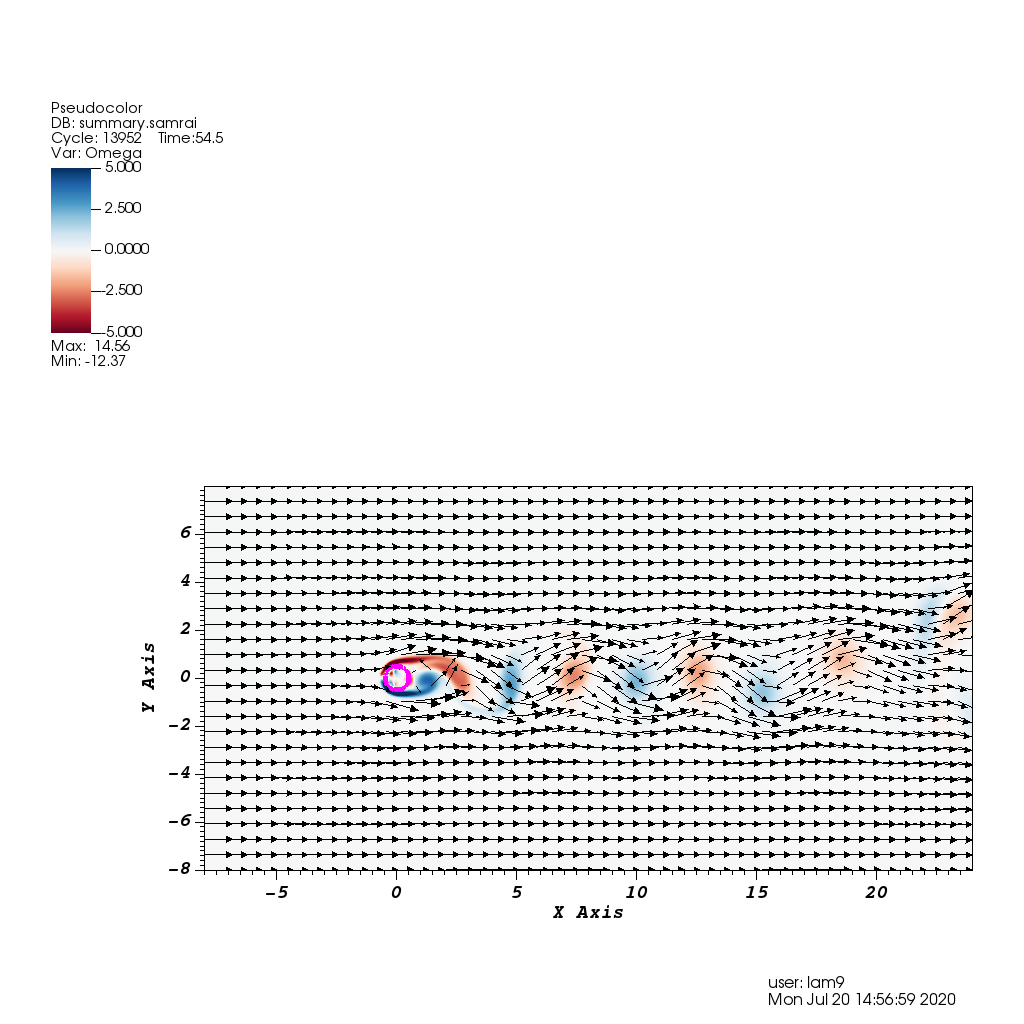 Pseudocolor
DB: summary.samrai
Cycle: 13952 Time:54.5
Var: Omega
5.000
2.500
0.0000
-2.500
-5.000
Max: 14.56
Min: -12.37
6
4
2
0
-2
-4
-6
-8
Y Axis
-5 0 5 10 15 20
X Axis
user: lam9
Mon Jul 20 14:56:59 2020